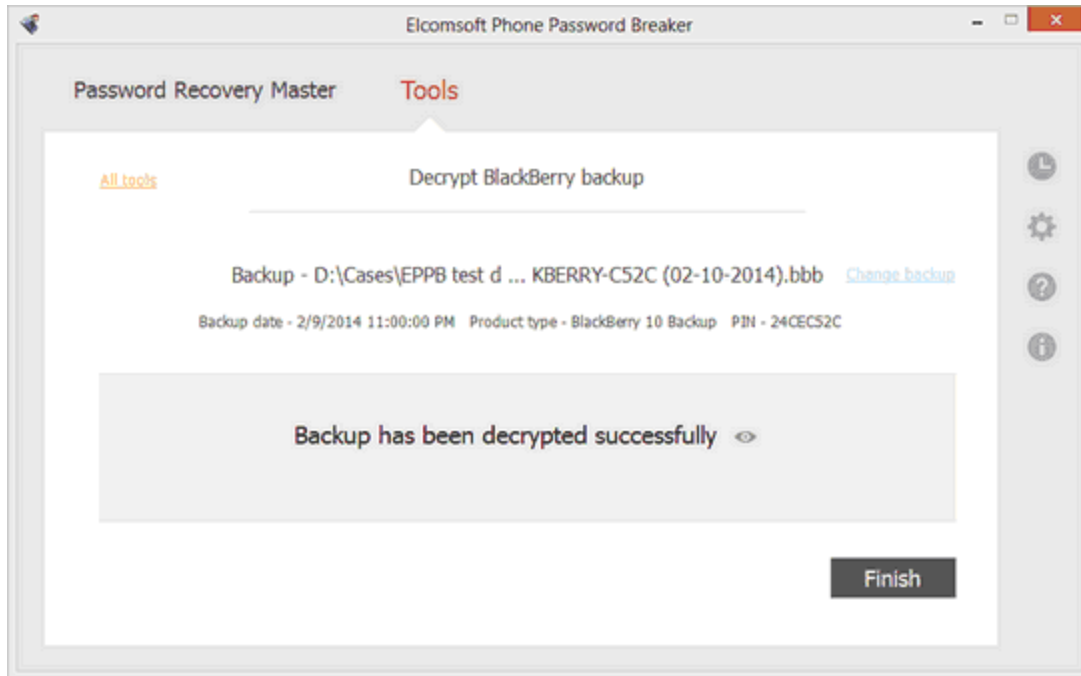 Elcomsoft Phone Password Breaker
Password Recovery Master Tools
All tools
Decrypt BlackBerry backup
Backup - D:\Cases\EPPB test d ... KBERRY-C52C (02-10-2014).bbb Change backup
Backup date - 2/9/2014 11:00:00 PM Product type - BlackBerry 10 Backup PIN - 24CEC52C
Backup has been decrypted successfully
Finish